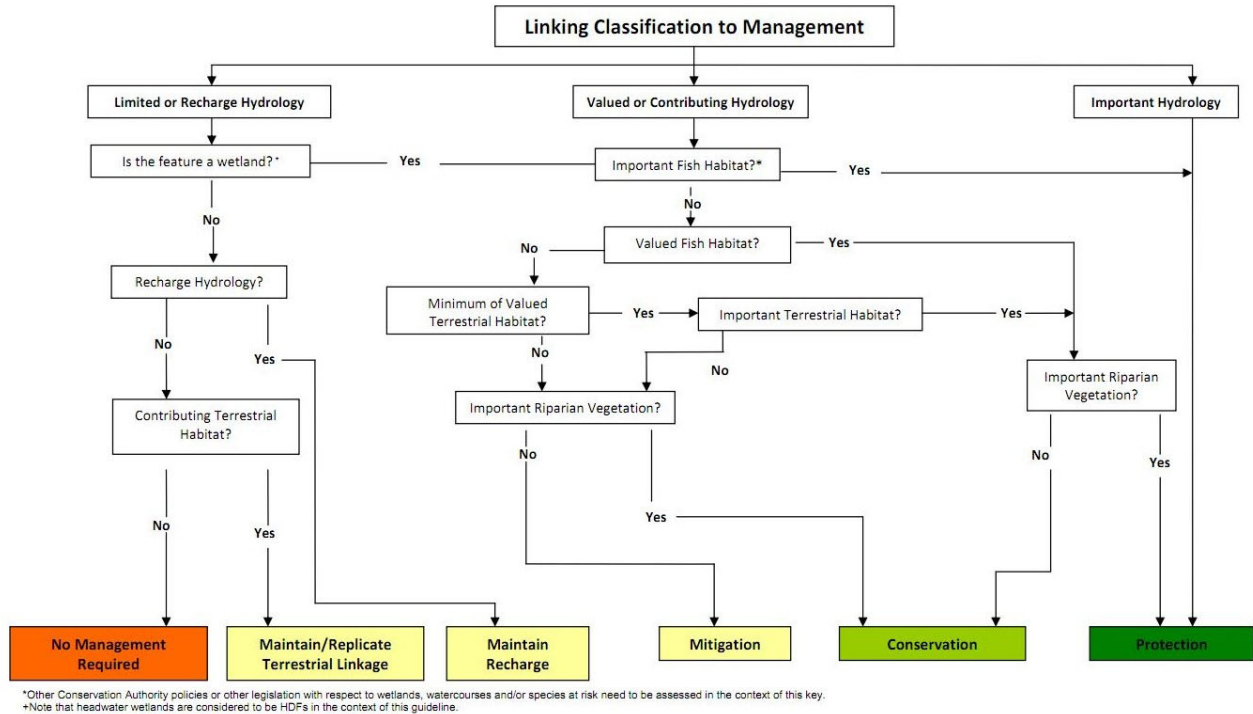 Linking Classification to Management
Limited or Recharge Hydrology
Valued or Contributing Hydrology
Important Hydrology
Is the feature a wetland?+
Yes
Important Fish Habitat?*
Yes
No
No
Valued Fish Habitat?
Yes
No
Recharge Hydrology?
Minimum of Valued
Terrestrial Habitat?
Yes
Important Terrestrial Habitat?
Yes
No
Yes
No
No
Important Riparian
Vegetation?
Contributing Terrestrial
Habitat?
Important Riparian Vegetation?
No
No
Yes
No
Yes
Yes
No
Management
Required
Maintain/Replicate
Terrestrial Linkage
Maintain
Recharge
Mitigation
Conservation
Protection
*Other Conservation Authority policies or other legislation with respect to wetlands, watercourses and/or species at risk need to be assessed in the context of this key.
+Note that headwater wetlands are considered to be HDFs in the context of this guideline.